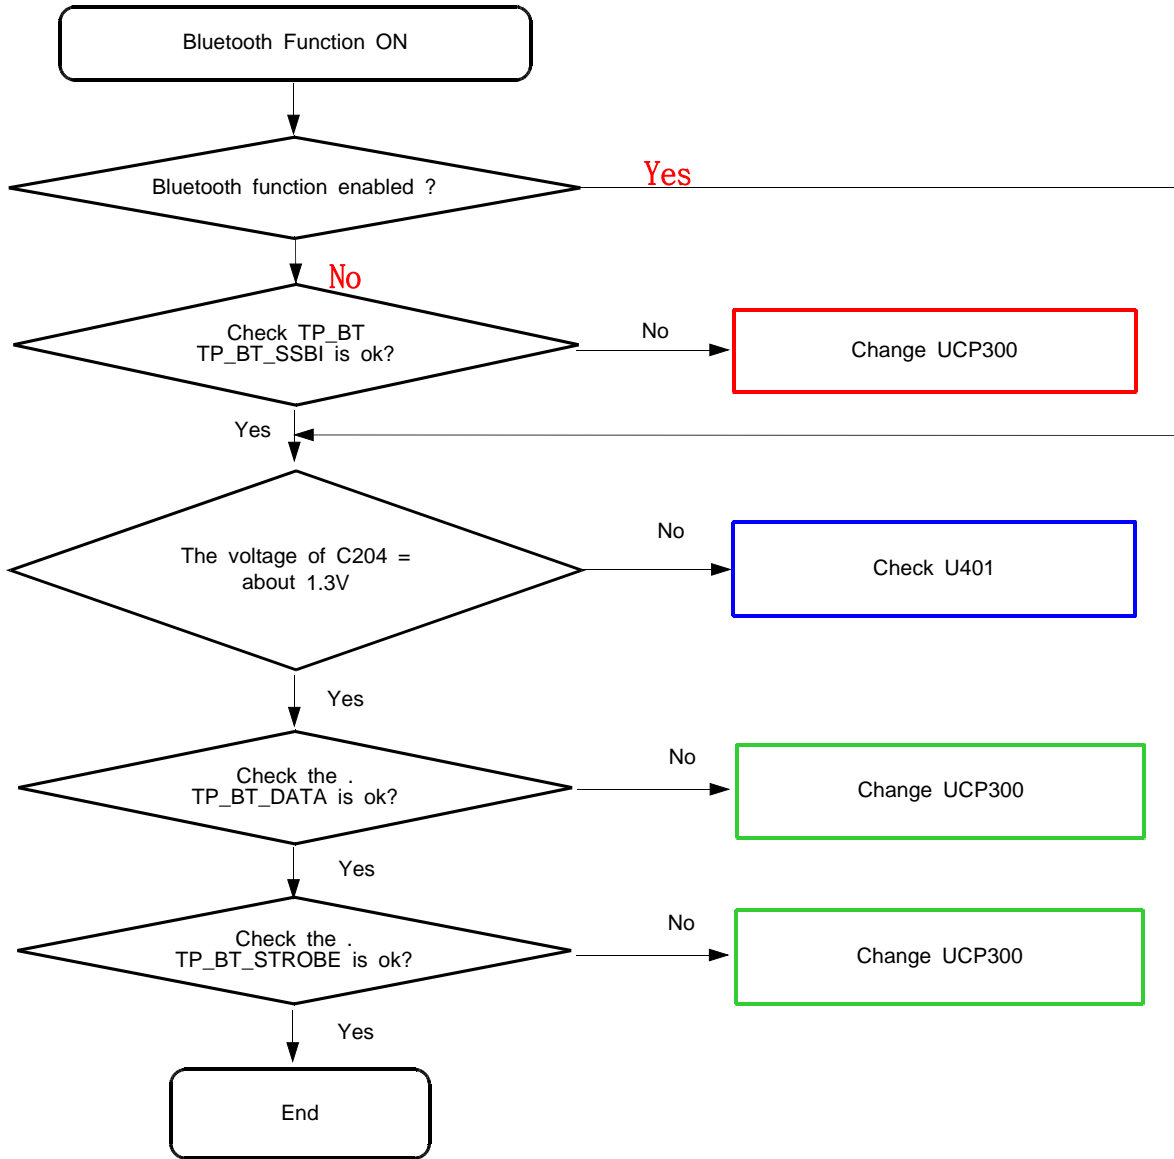 Bluetooth Function ON
Bluetooth function enabled ?
Yes
No
Check TP_BT
TP_BT_SSBI is ok?
No
Change UCP300
Yes
The voltage of C204 =
about 1.3V
No
Check U401
Yes
Check the .
TP_BT_DATA is ok?
No
Change UCP300
Yes
Check the .
TP_BT_STROBE is ok?
No
Change UCP300
Yes
End